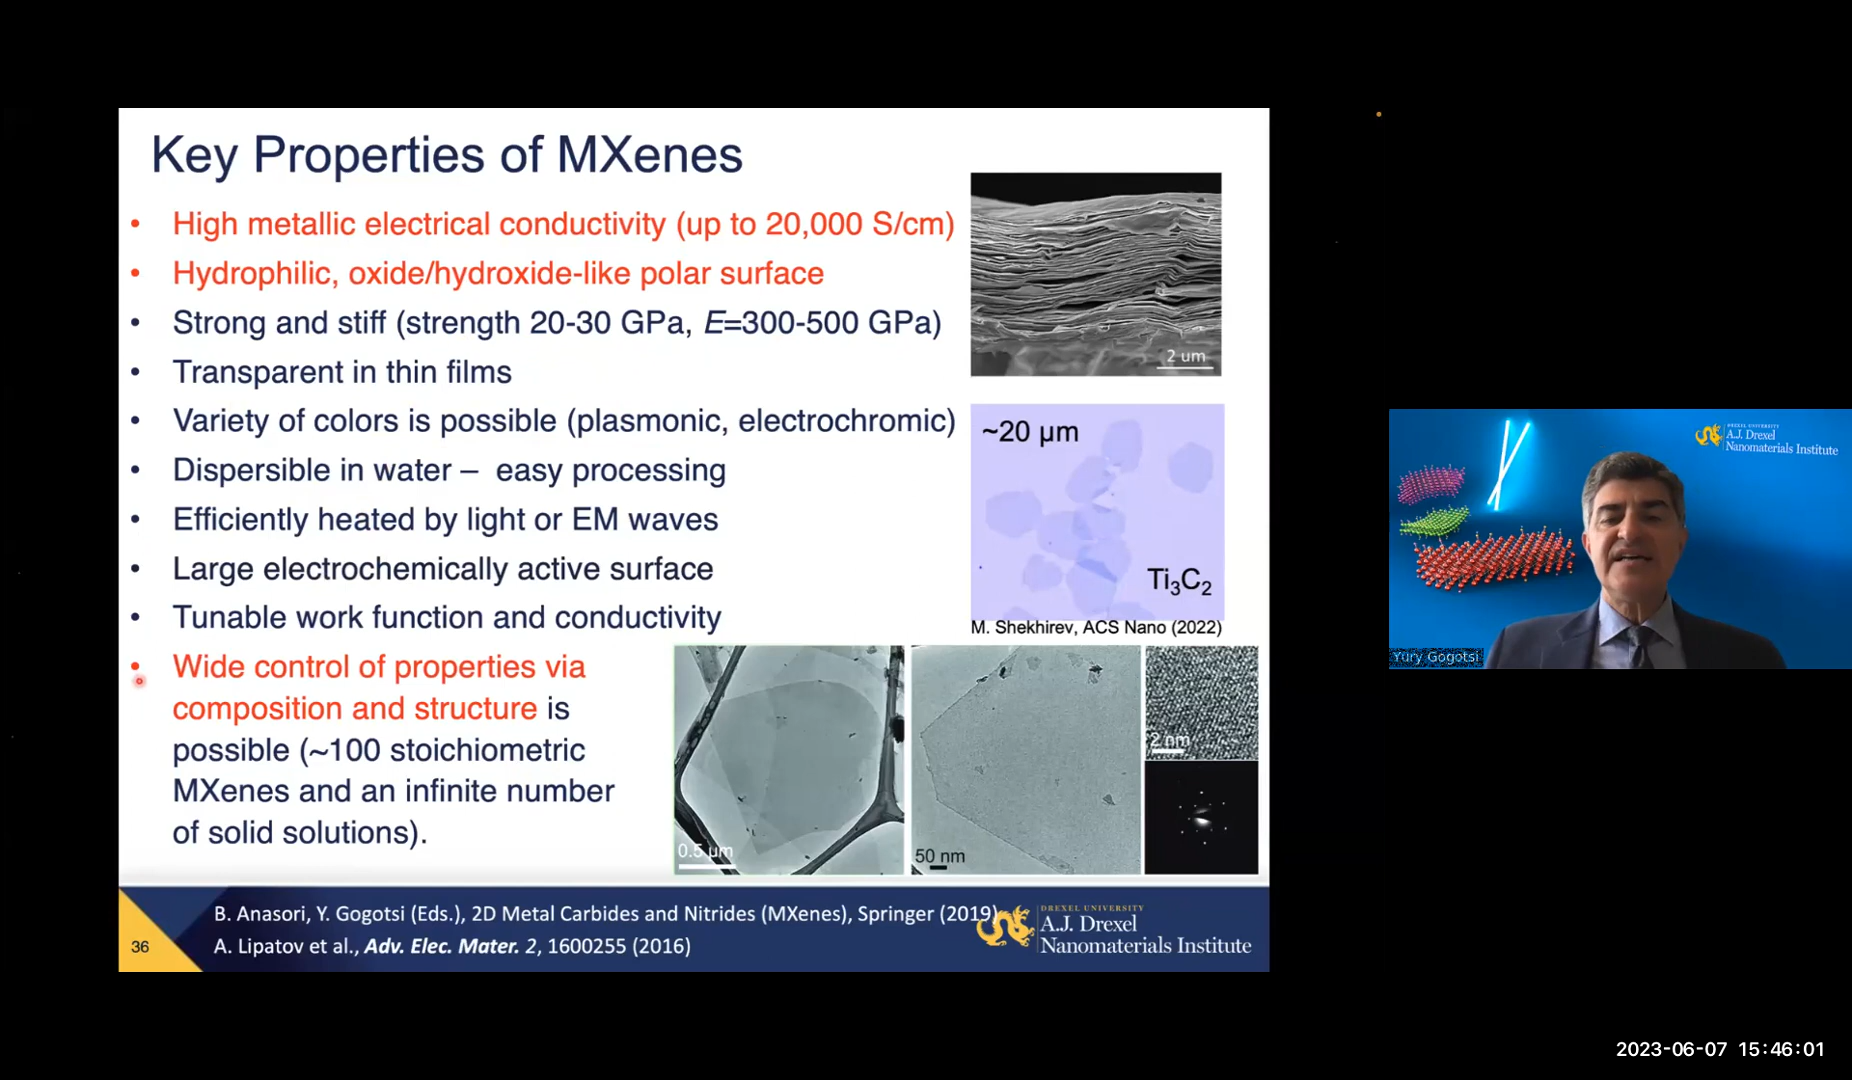 Key Properties of MXenes
• High metallic electrical conductivity (up to 20,000 S/cm)
• Hydrophilic, oxide/hydroxide-like polar surface
• Strong and stiff (strength 20-30 GPa, E=300-500 GPa)
• Transparent in thin films
• Variety of colors is possible (plasmonic, electrochromic)
• Dispersible in water – easy processing
• Efficiently heated by light or EM waves
• Large electrochemically active surface
• Tunable work function and conductivity
• Wide control of properties via
composition and structure is
possible (~100 stoichiometric
MXenes and an infinite number
of solid solutions).
2 um
~20 µm
Ti₃C₂
M. Shekhirev, ACS Nano (2022)
0.5 µm
50 nm
2 nm
B. Anasori, Y. Gogotsi (Eds.), 2D Metal Carbides and Nitrides (MXenes), Springer (2019)
A. Lipatov et al., Adv. Elec. Mater. 2, 1600255 (2016)
36
DREXEL UNIVERSITY
A.J. Drexel
Nanomaterials Institute
DREXEL UNIVERSITY
A.J. Drexel
Nanomaterials Institute
Yury Gogotsi
2023-06-07 15:46:01